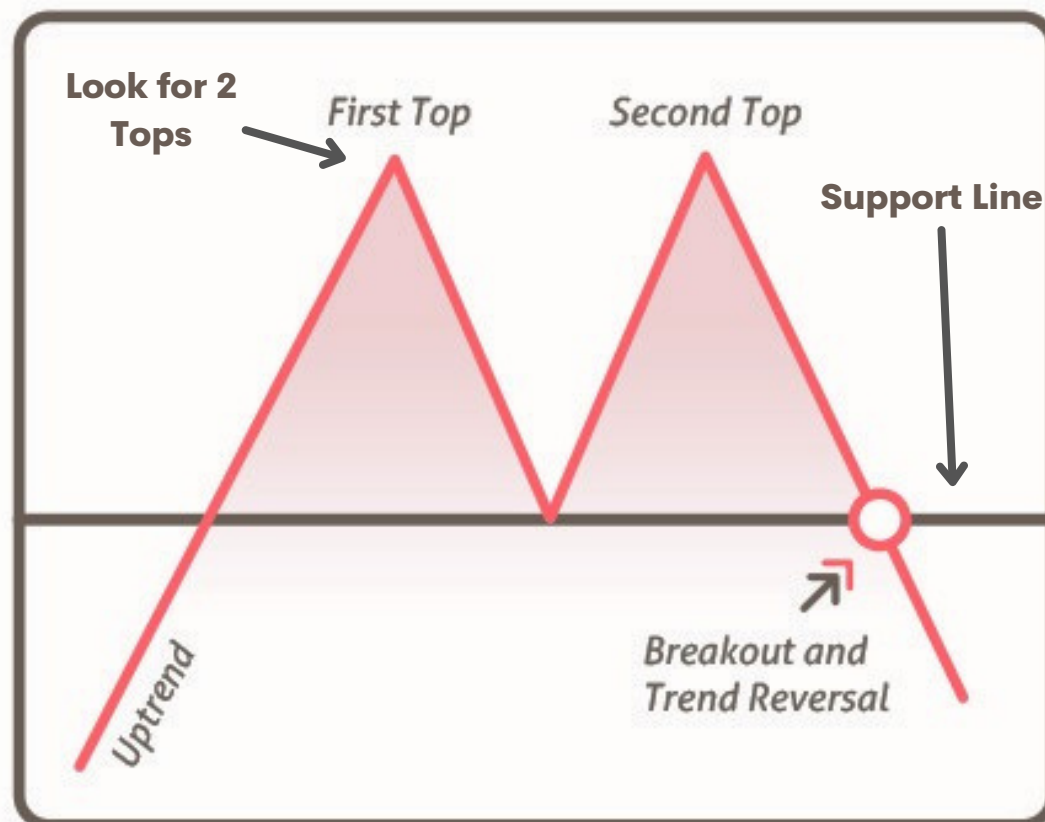 Look for 2
Tops
First Top
Second Top
Support Line
Uptrend
Breakout and
Trend Reversal